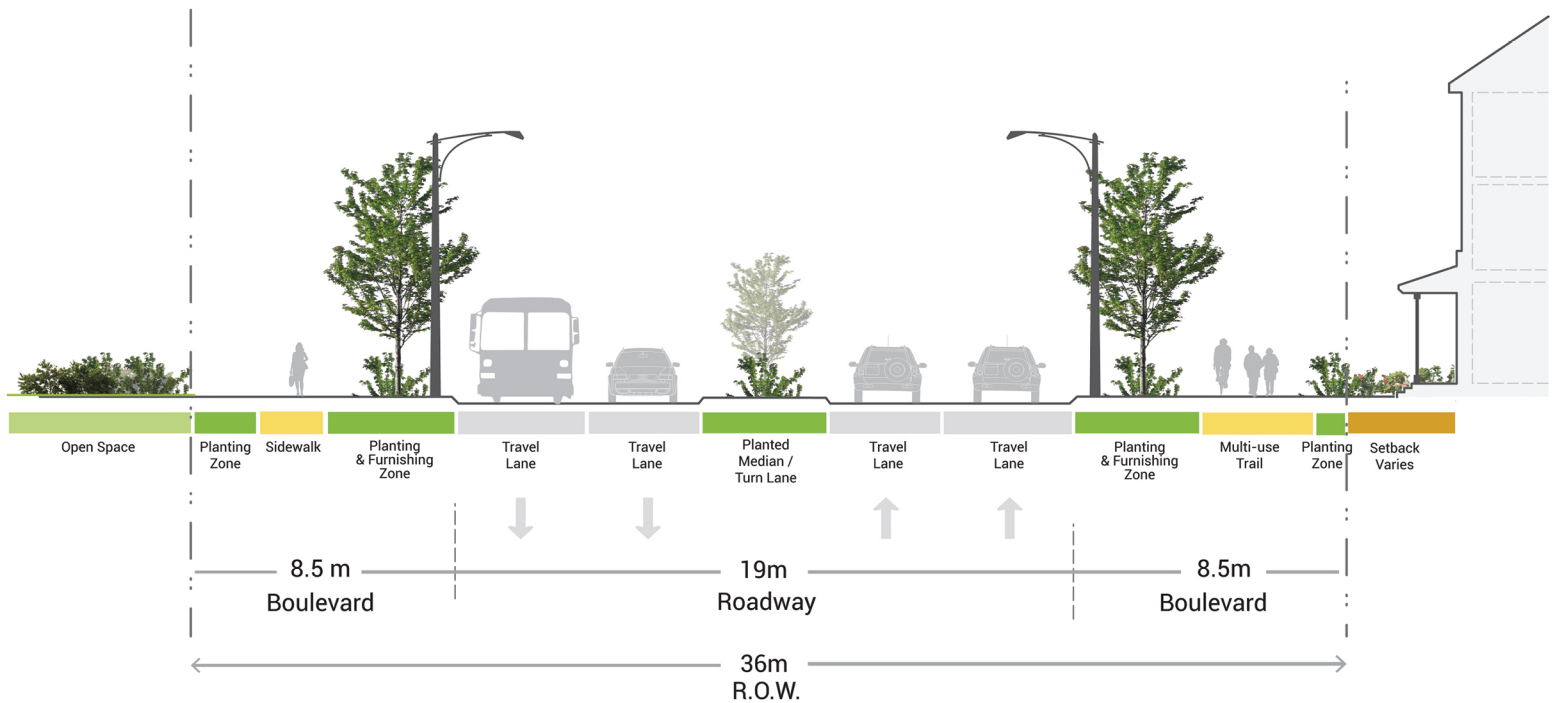 Open Space
Planting
Zone
Sidewalk
Planting
& Furnishing
Zone
Travel
Lane
Travel
Lane
Planted
Median /
Turn Lane
Travel
Lane
Travel
Lane
Planting
& Furnishing
Zone
Multi-use
Trail
Planting
Zone
Setback
Varies
8.5 m
Boulevard
19m
Roadway
8.5m
Boulevard
36m
R.O.W.